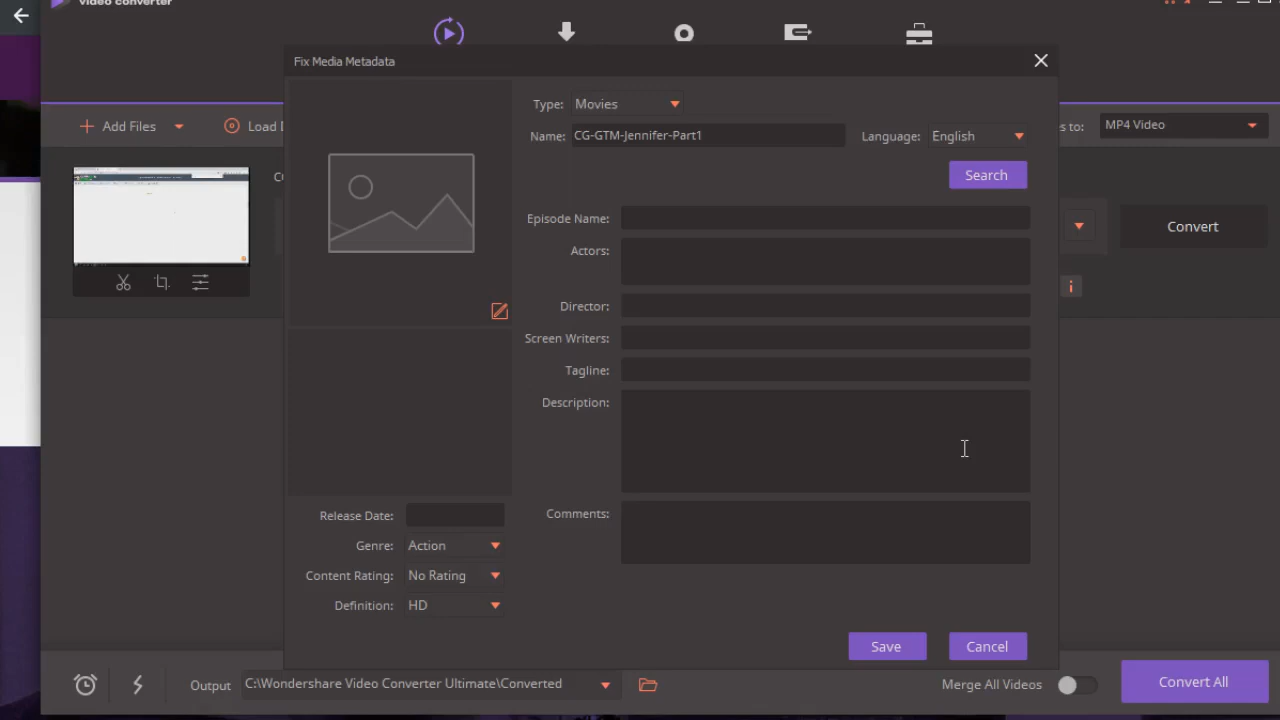 video converter
Fix Media Metadata
Type: Movies
Name: CG-GTM-Jennifer-Part1 Language: English
Search
Add Files
Load D
es to: MP4 Video
Episode Name:
Actors:
Director:
Screen Writers:
Tagline:
Description:
Comments:
Convert
Release Date:
Genre: Action
Content Rating: No Rating
Definition: HD
Save Cancel
Output C:\Wondershare Video Converter Ultimate\Converted
Merge All Videos
Convert All